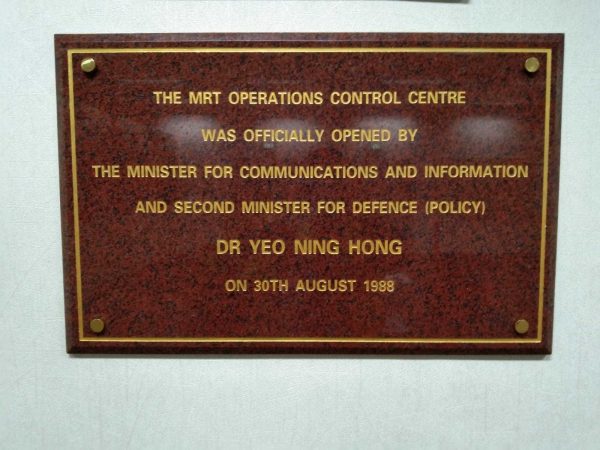 THE MRT OPERATIONS CONTROL CENTRE
WAS OFFICIALLY OPENED BY
THE MINISTER FOR COMMUNICATIONS AND INFORMATION
AND SECOND MINISTER FOR DEFENCE (POLICY)
DR YEO NING HONG
ON 30TH AUGUST 1988